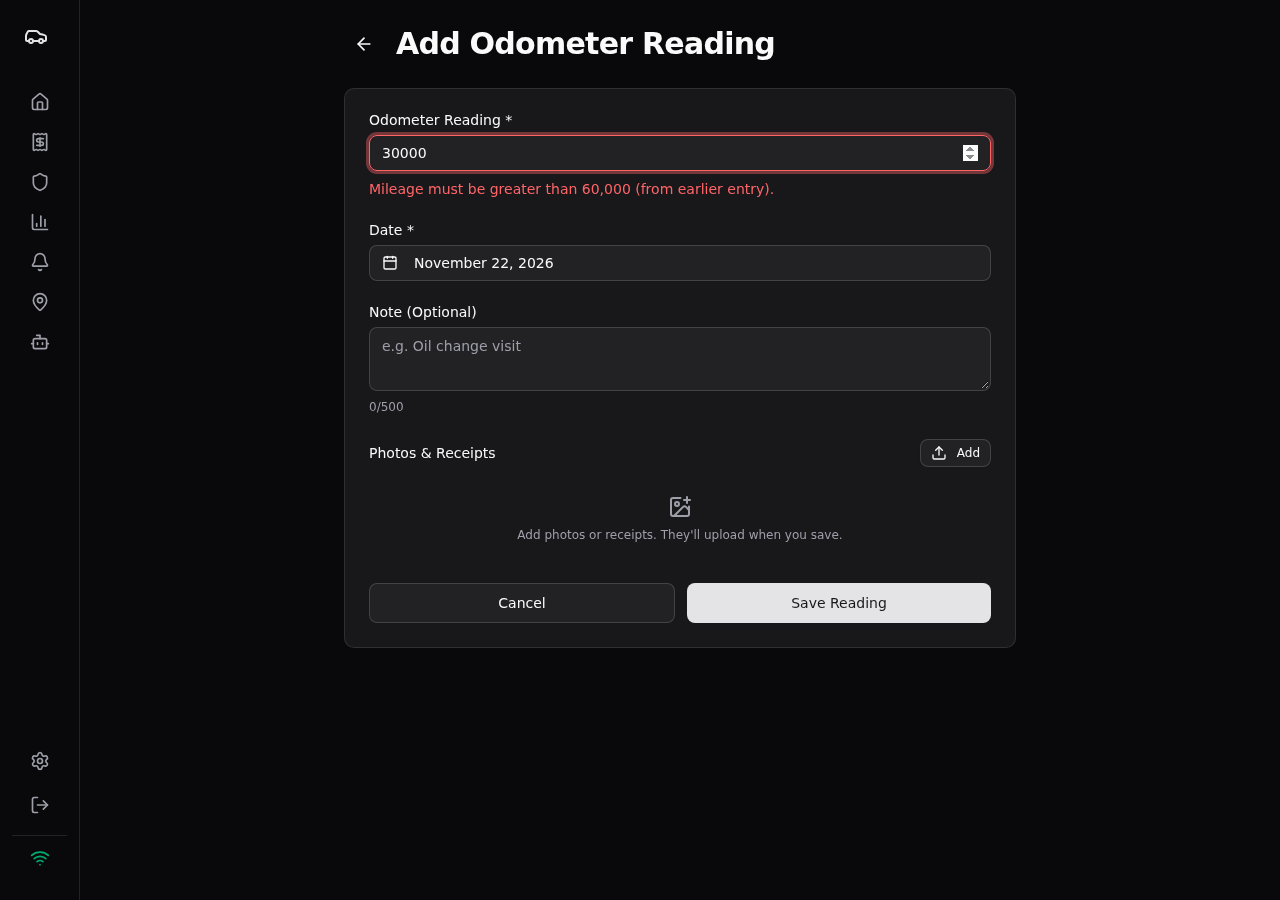 Add Odometer Reading
Odometer Reading *
30000
Mileage must be greater than 60,000 (from earlier entry).
Date *
November 22, 2026
Note (Optional)
e.g. Oil change visit
0/500
Photos & Receipts
Add
Add photos or receipts. They'll upload when you save.
Cancel
Save Reading